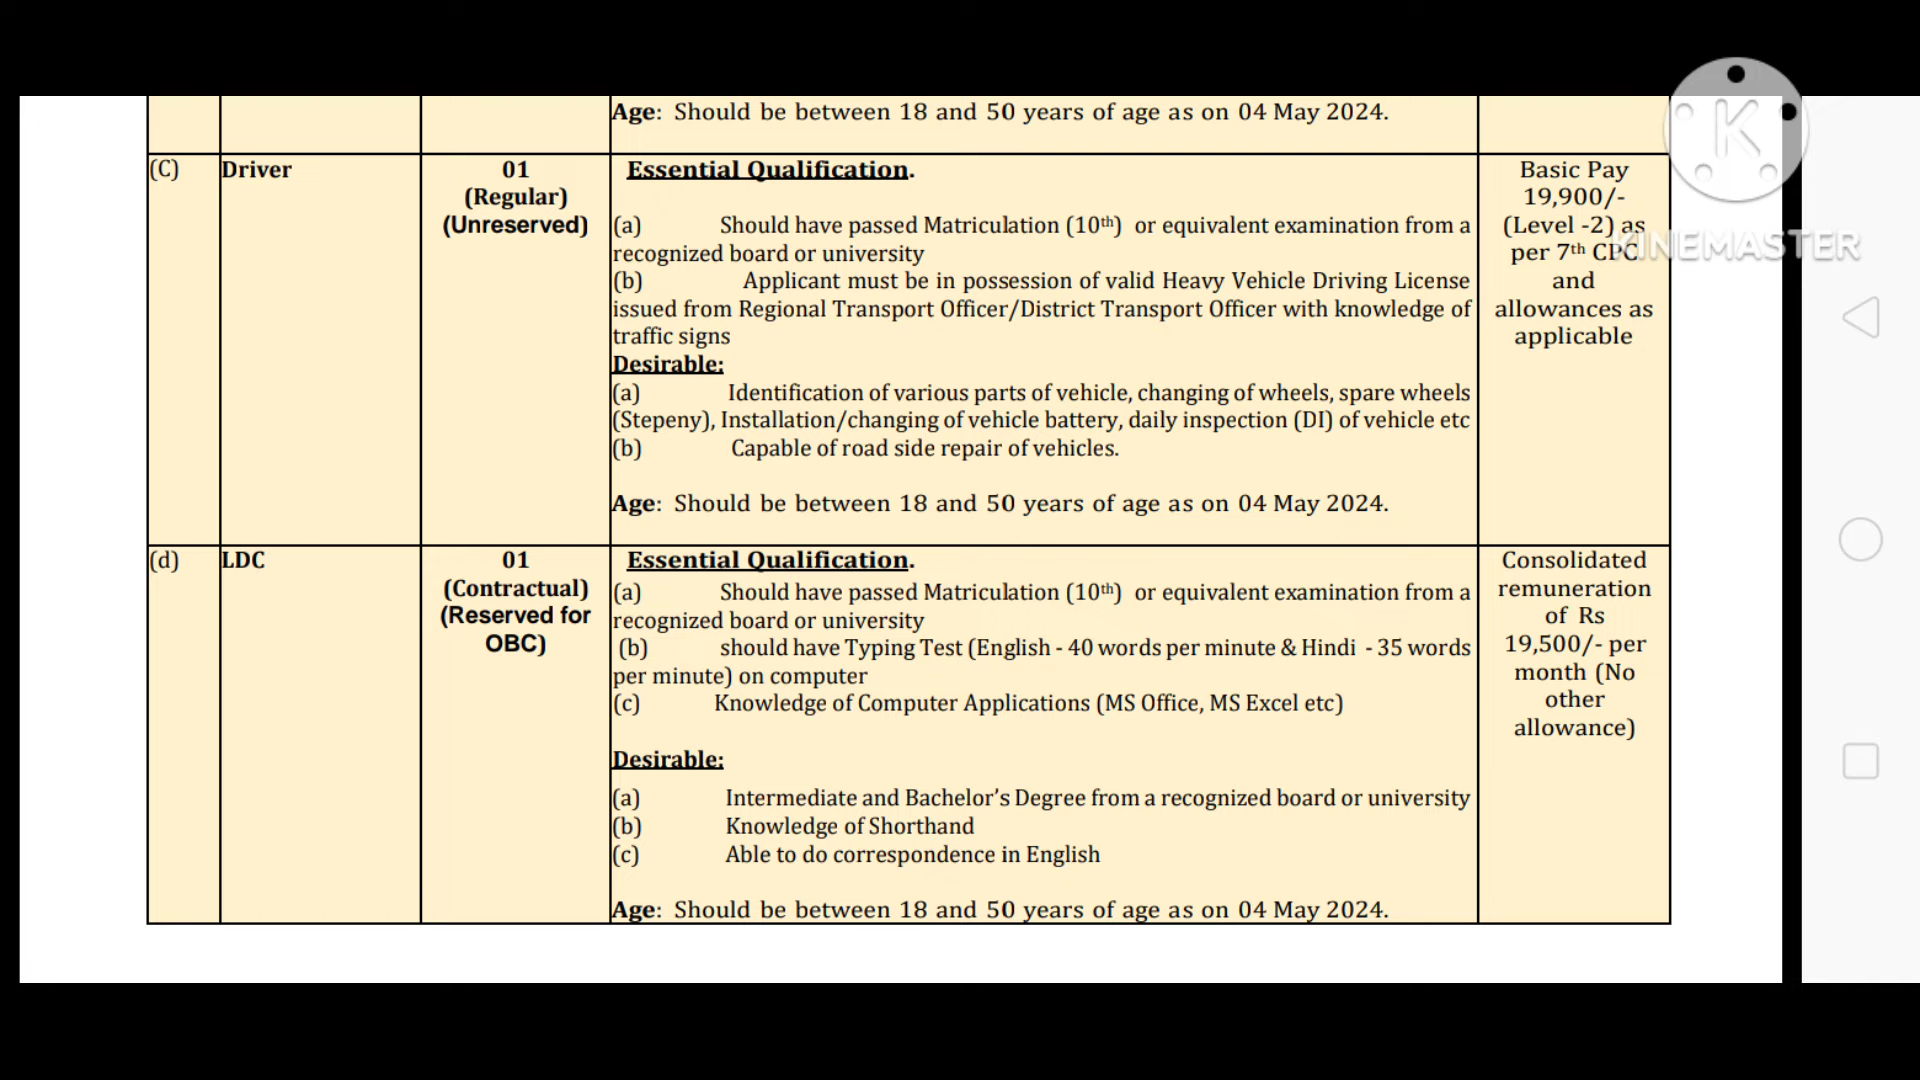 Age: Should be between 18 and 50 years of age as on 04 May 2024.
(C)
Driver
01
(Regular)
(Unreserved)
Essential Qualification.
(a) Should have passed Matriculation (10th) or equivalent examination from a
recognized board or university
(b) Applicant must be in possession of valid Heavy Vehicle Driving License
issued from Regional Transport Officer/District Transport Officer with knowledge of
traffic signs
Desirable:
(a) Identification of various parts of vehicle, changing of wheels, spare wheels
(Stepeny), Installation/changing of vehicle battery, daily inspection (DI) of vehicle etc
(b) Capable of road side repair of vehicles.
Age: Should be between 18 and 50 years of age as on 04 May 2024.
Basic Pay
19,900/-
(Level -2) as
per 7th CPC
and
allowances as
applicable
(d)
LDC
01
(Contractual)
(Reserved for
OBC)
Essential Qualification.
(a) Should have passed Matriculation (10th) or equivalent examination from a
recognized board or university
(b) should have Typing Test (English - 40 words per minute & Hindi - 35 words
per minute) on computer
(c) Knowledge of Computer Applications (MS Office, MS Excel etc)
Desirable:
(a) Intermediate and Bachelor’s Degree from a recognized board or university
(b) Knowledge of Shorthand
(c) Able to do correspondence in English
Age: Should be between 18 and 50 years of age as on 04 May 2024.
Consolidated
remuneration
of Rs
19,500/- per
month (No
other
allowance)
K
KINEMASTER